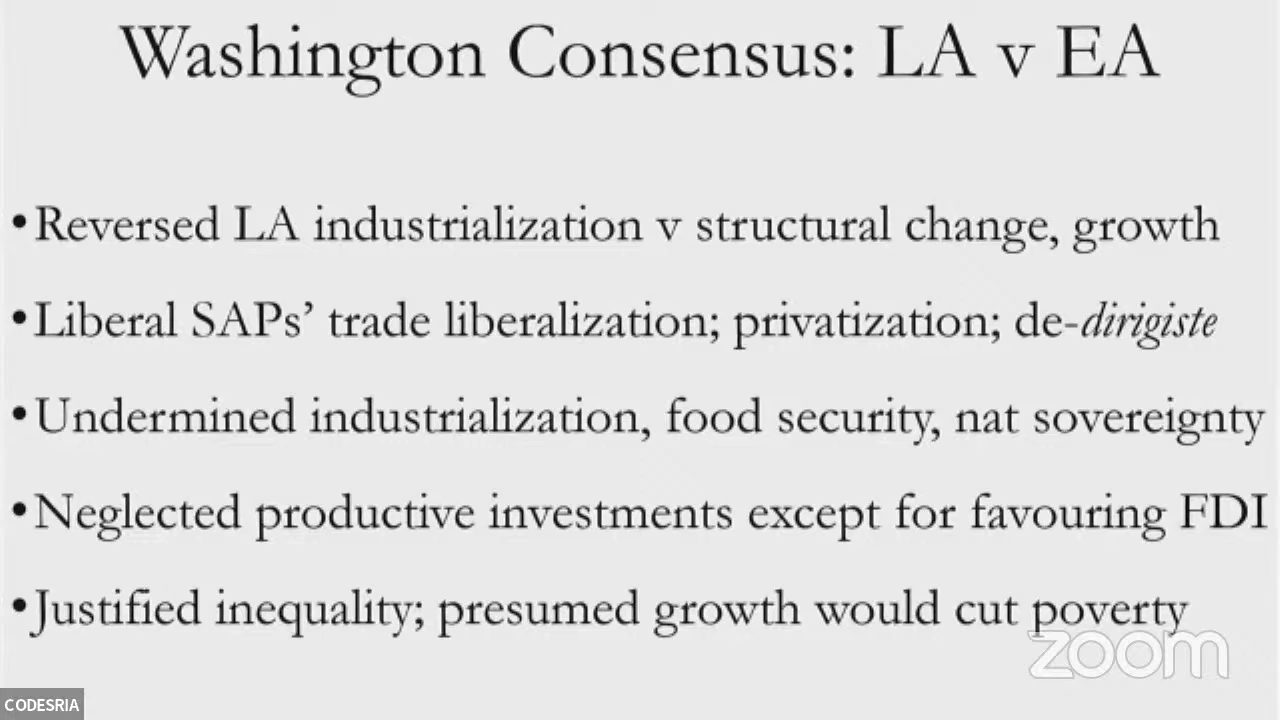 Washington Consensus: LA v EA
•Reversed LA industrialization v structural change, growth
•Liberal SAPs’ trade liberalization; privatization; de-dirigiste
•Undermined industrialization, food security, nat sovereignty
•Neglected productive investments except for favouring FDI
•Justified inequality; presumed growth would cut poverty
zoom
CODESRIA